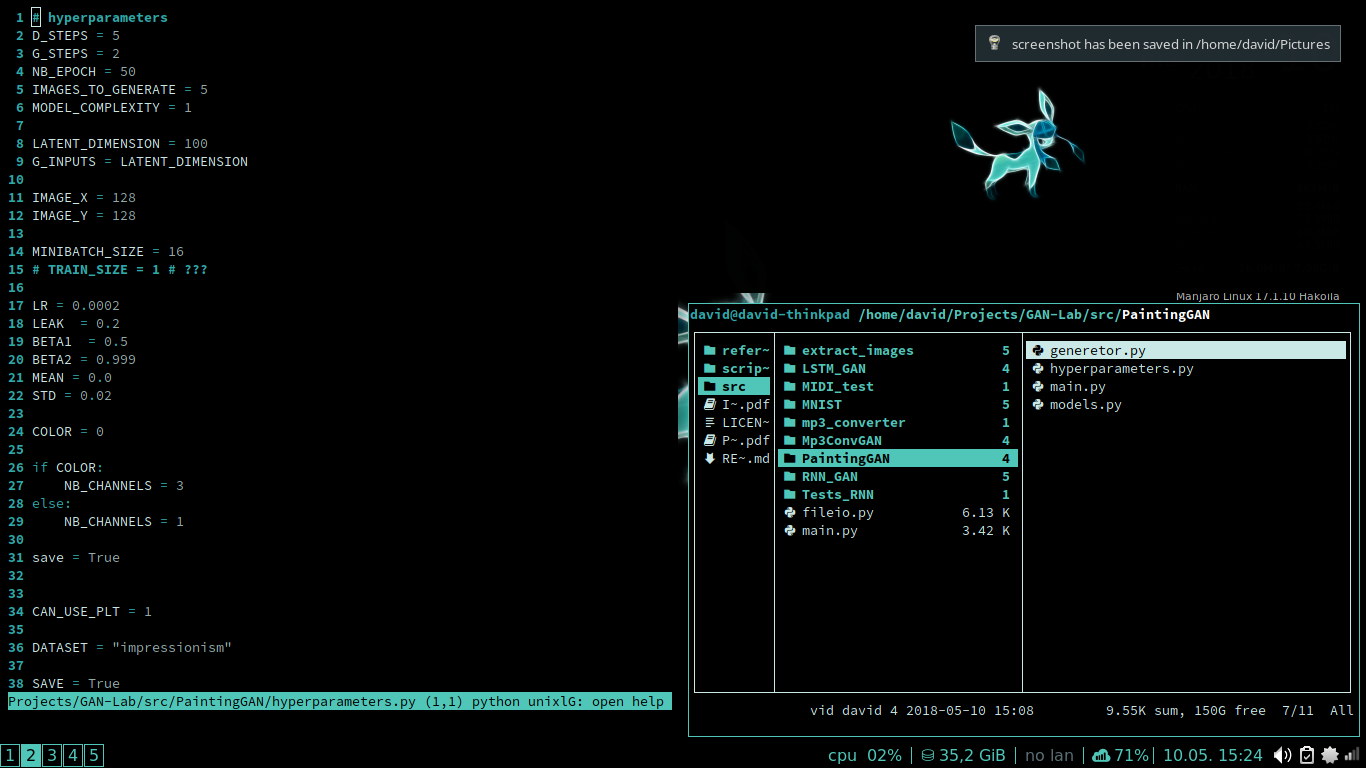 1 # hyperparameters
2 D_STEPS = 5
3 G_STEPS = 2
4 NB_EPOCH = 50
5 IMAGES_TO_GENERATE = 5
6 MODEL_COMPLEXITY = 1
7
8 LATENT_DIMENSION = 100
9 G_INPUTS = LATENT_DIMENSION
10
11 IMAGE_X = 128
12 IMAGE_Y = 128
13
14 MINIBATCH_SIZE = 16
15 # TRAIN_SIZE = 1 # ???
16
17 LR = 0.0002
18 LEAK  = 0.2
19 BETA1  = 0.5
20 BETA2 = 0.999
21 MEAN = 0.0
22 STD = 0.02
23
24 COLOR = 0
25
26 if COLOR:
27     NB_CHANNELS = 3
28 else:
29     NB_CHANNELS = 1
30
31 save = True
32
33
34 CAN_USE_PLT = 1
35
36 DATASET = "impressionism"
37
38 SAVE = True
Projects/GAN-Lab/src/PaintingGAN/hyperparameters.py (1,1) python unixlG: open help
screenshot has been saved in /home/david/Pictures
Manjaro Linux 17.1.10 Hakoila
david@david-thinkpad /home/david/Projects/GAN-Lab/src/PaintingGAN
refer~
scrip~
src
I~.pdf
LICEN~
P~.pdf
RE~.md
extract_images 5
LSTM_GAN 4
MIDI_test 1
MNIST 5
mp3_converter 1
Mp3ConvGAN 4
PaintingGAN 4
RNN_GAN 5
Tests_RNN 1
fileio.py 6.13 K
main.py 3.42 K
generetor.py
hyperparameters.py
main.py
models.py
vid david 4 2018-05-10 15:08 9.55K sum, 150G free 7/11 All
1 2 3 4 5
cpu 02% | 35,2 GiB | no lan | 71% | 10.05. 15:24